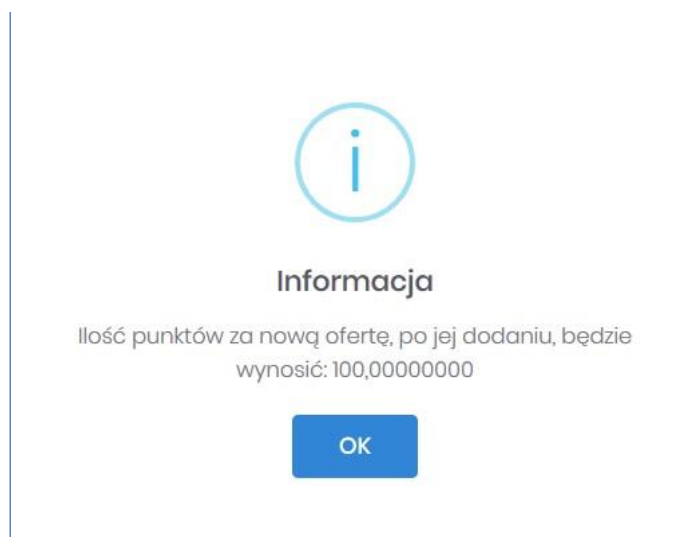 Informacja
Ilość punktów za nową ofertę, po jej dodaniu, będzie
wynosić: 100,00000000
OK